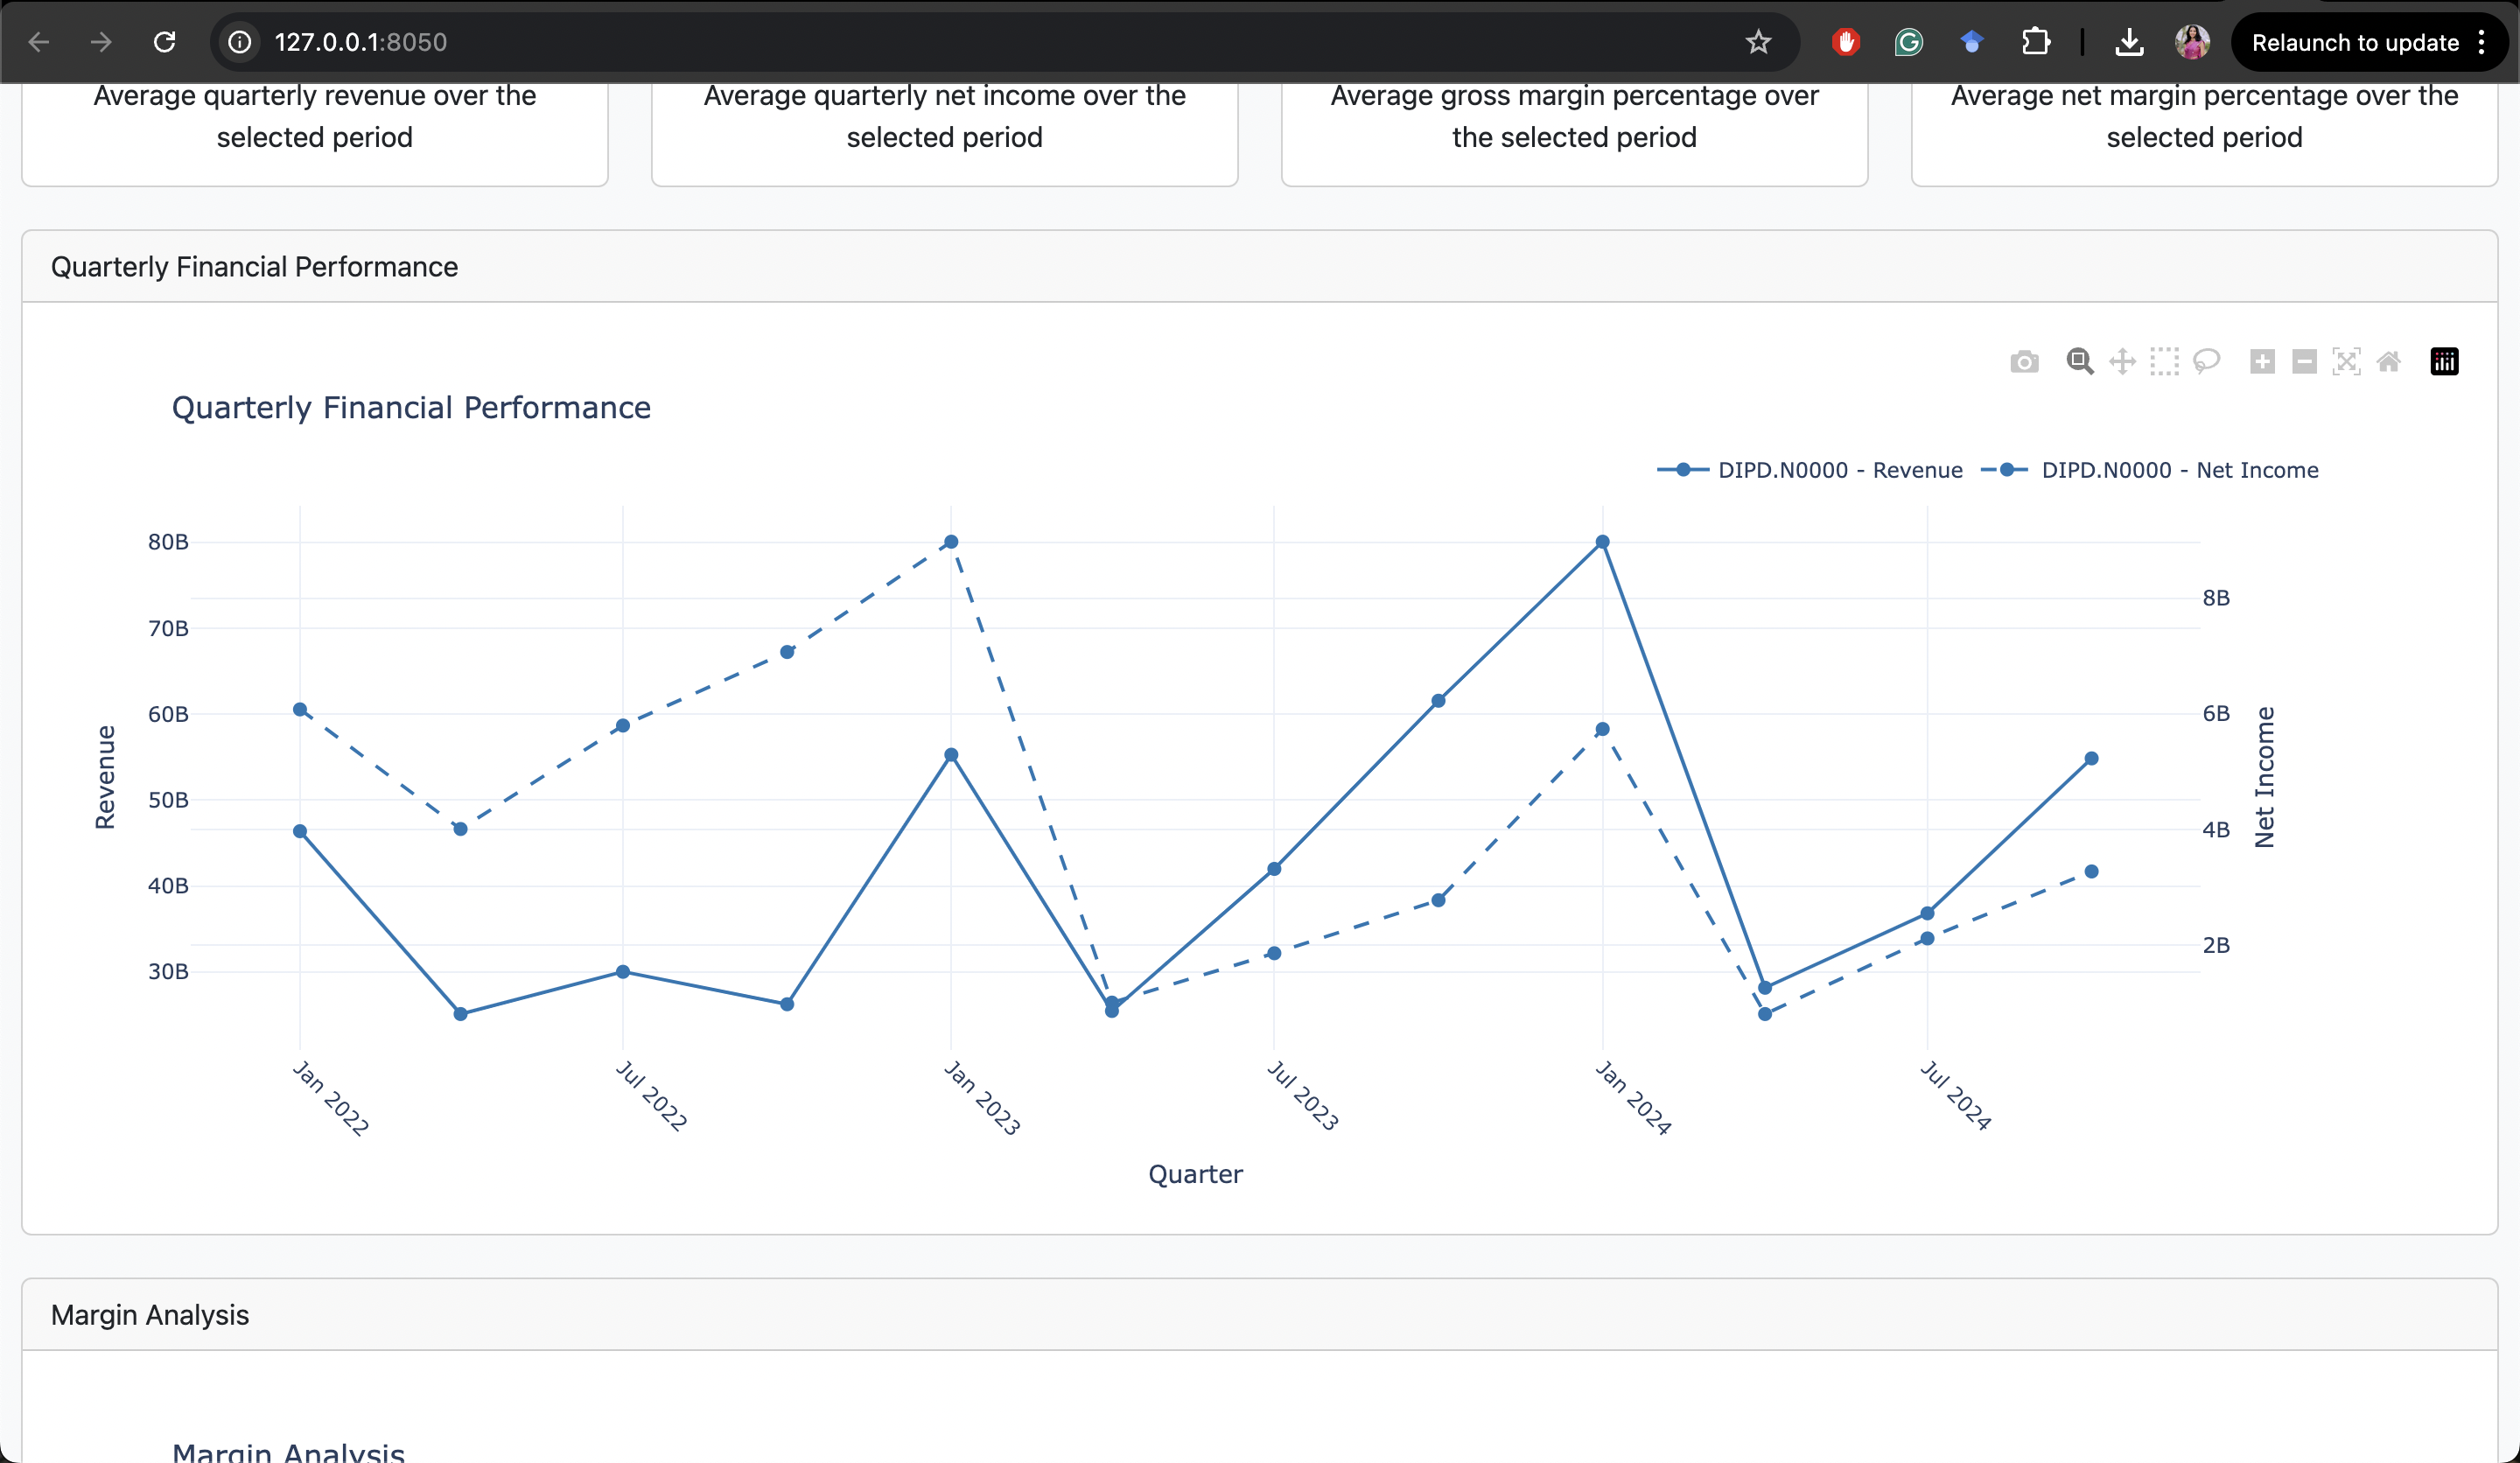 127.0.0.1:8050
Relaunch to update
Average quarterly revenue over the
selected period
Average quarterly net income over the
selected period
Average gross margin percentage over
the selected period
Average net margin percentage over the
selected period
Quarterly Financial Performance
Quarterly Financial Performance
DIPD.N0000 - Revenue
DIPD.N0000 - Net Income
80B
70B
60B
50B
40B
30B
Revenue
8B
6B
4B
2B
Net Income
Jan 2022
Jul 2022
Jan 2023
Jul 2023
Jan 2024
Jul 2024
Quarter
Margin Analysis
Margin Analysis